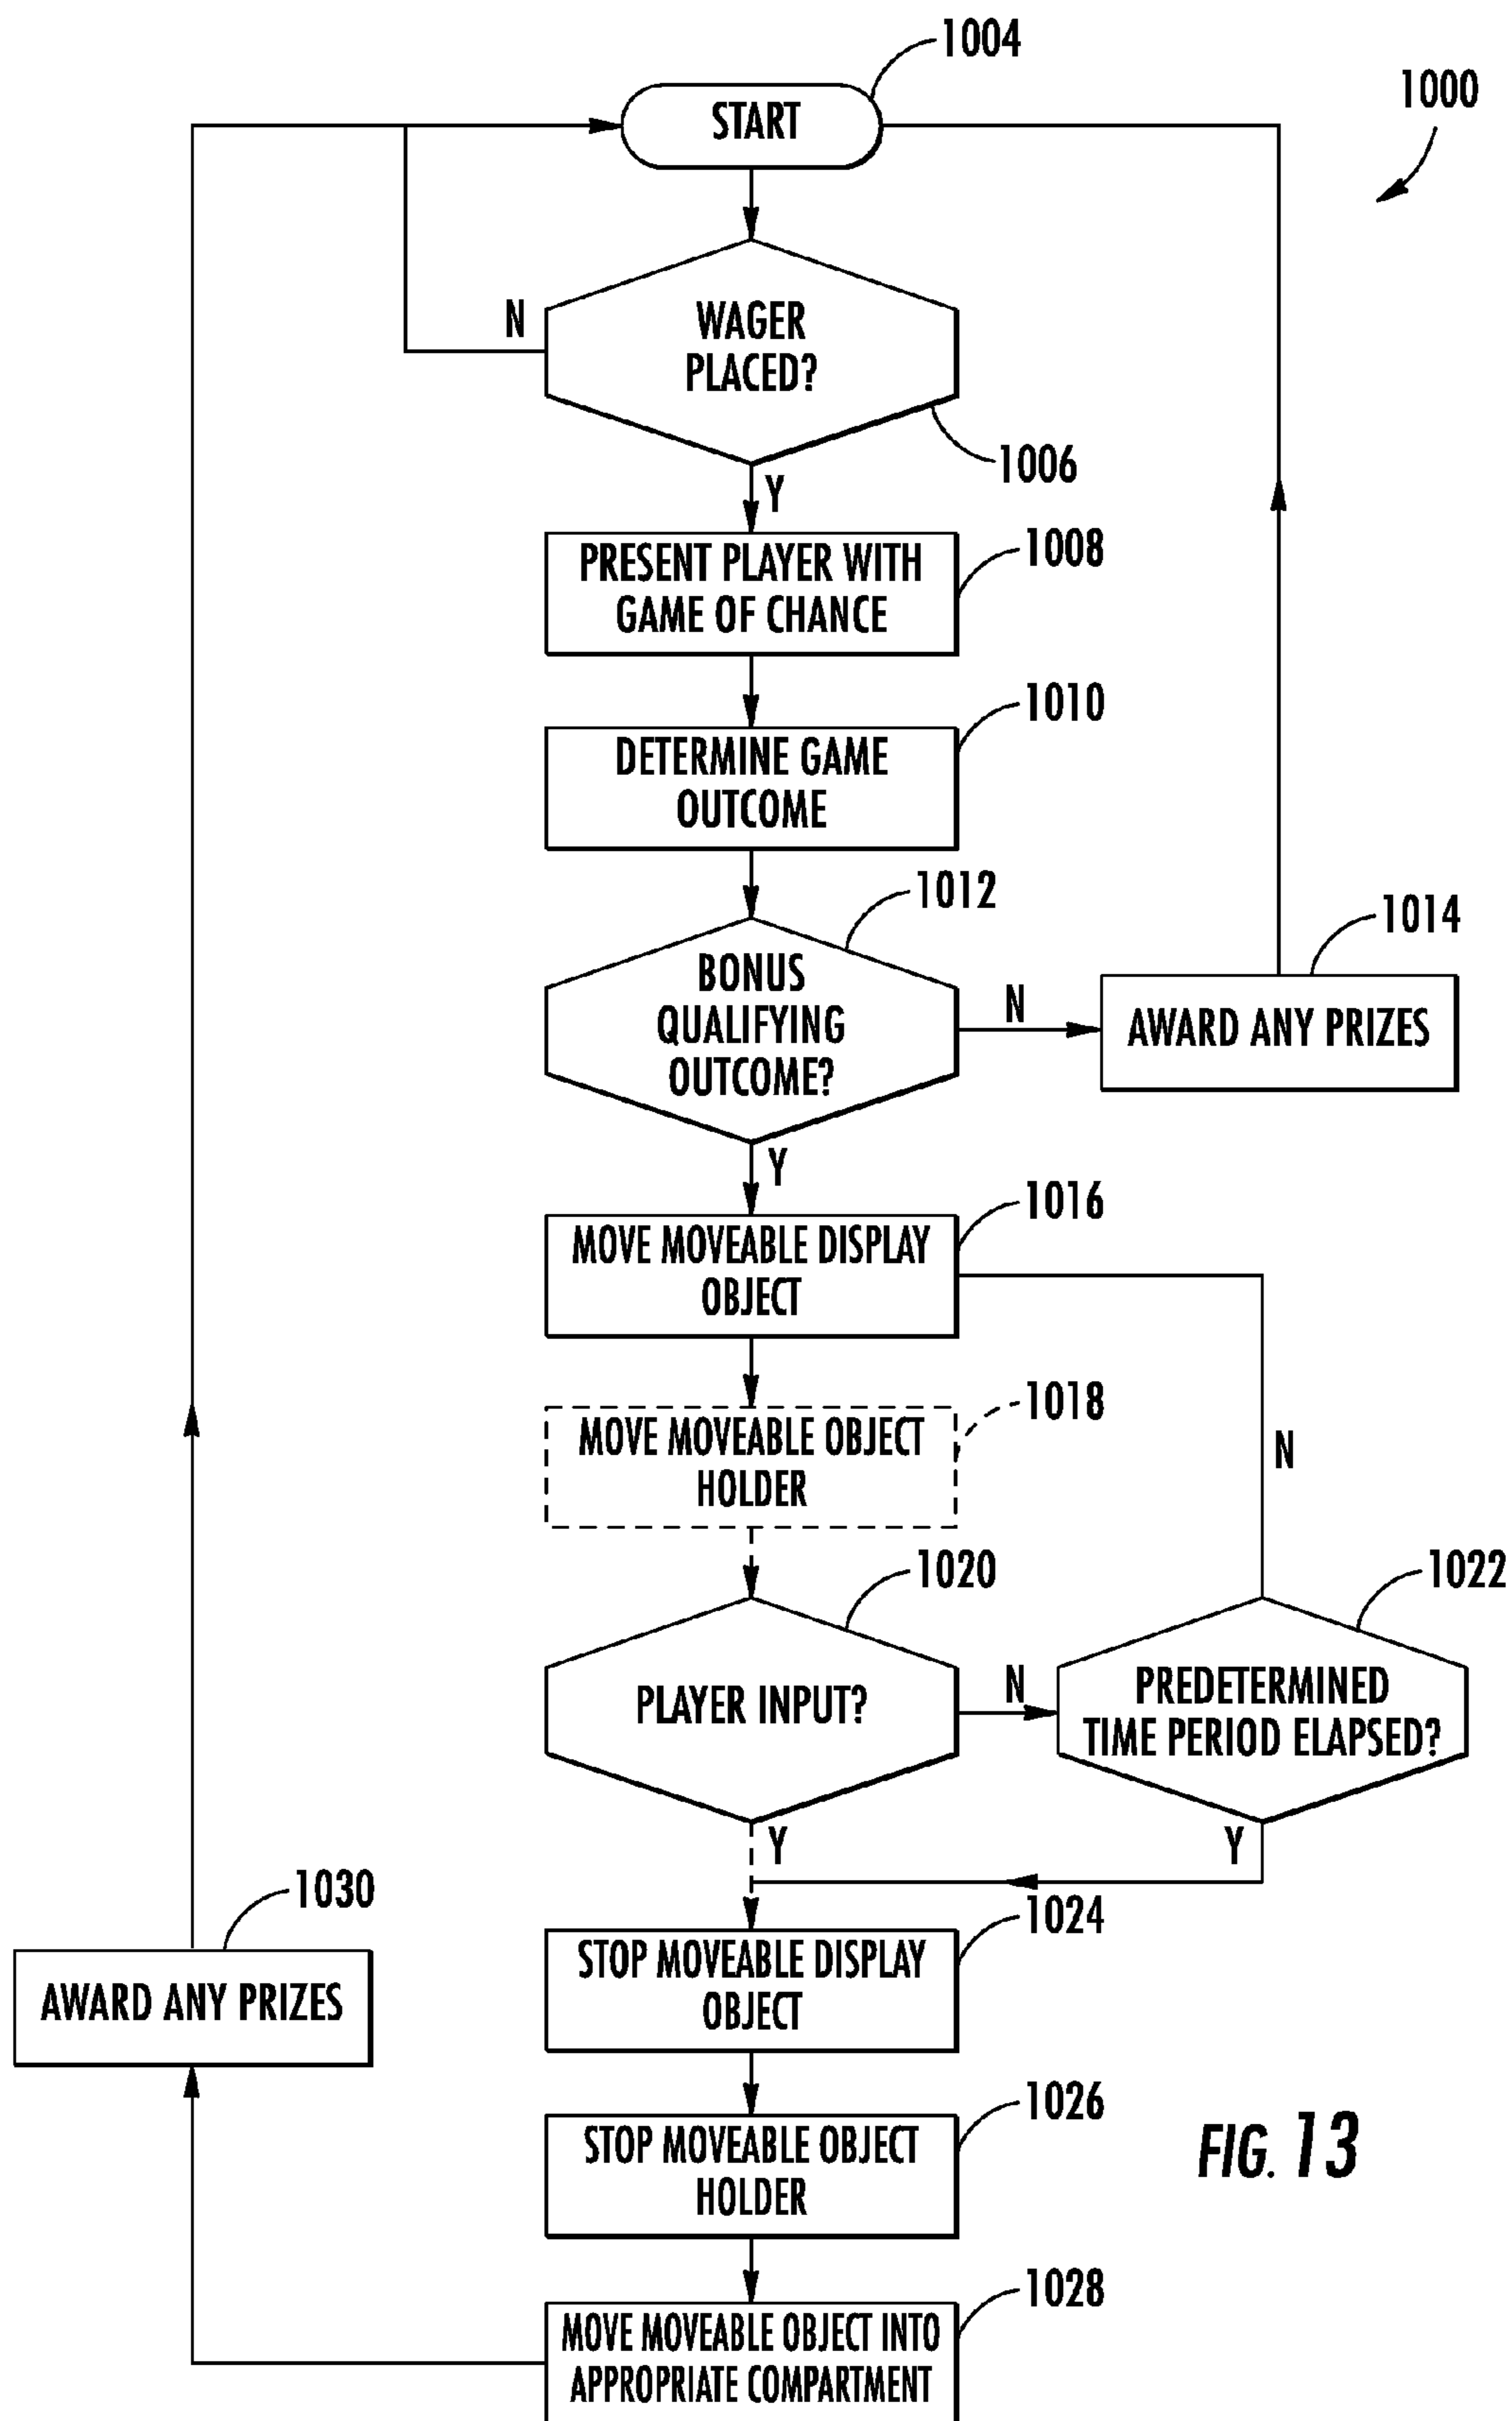 1004
START
1000
WAGER
PLACED?
N
1006
Y
PRESENT PLAYER WITH
GAME OF CHANCE
1008
DETERMINE GAME
OUTCOME
1010
BONUS
QUALIFYING
OUTCOME?
1012
N
AWARD ANY PRIZES
1014
Y
MOVE MOVEABLE DISPLAY
OBJECT
1016
MOVE MOVEABLE OBJECT
HOLDER
1018
N
PLAYER INPUT?
1020
N
PREDETERMINED
TIME PERIOD ELAPSED?
1022
Y
Y
STOP MOVEABLE DISPLAY
OBJECT
1024
AWARD ANY PRIZES
1030
STOP MOVEABLE OBJECT
HOLDER
1026
MOVE MOVEABLE OBJECT INTO
APPROPRIATE COMPARTMENT
1028
FIG. 13